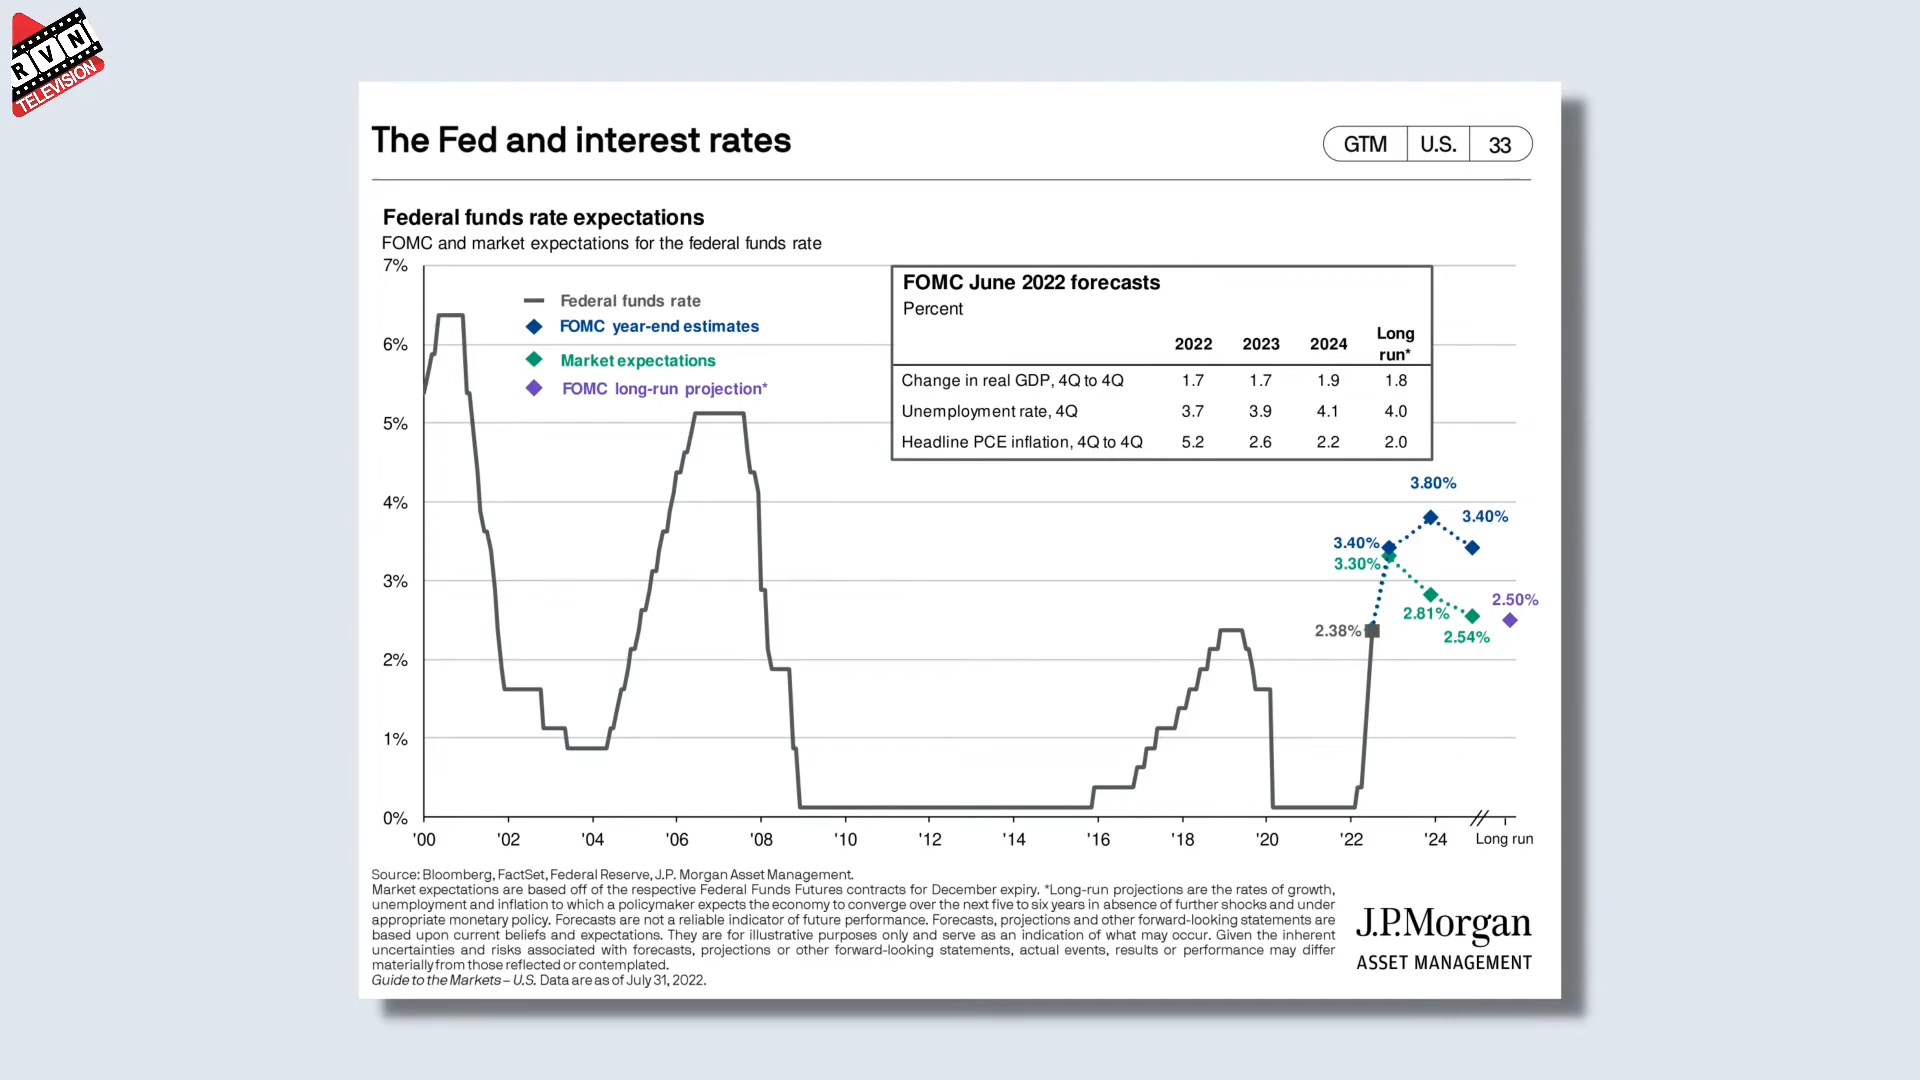 RVN
TELEVISION
The Fed and interest rates
GTM U.S. 33
Federal funds rate expectations
FOMC and market expectations for the federal funds rate
7%
6%
5%
4%
3%
2%
1%
0%
Federal funds rate
FOMC year-end estimates
Market expectations
FOMC long-run projection*
FOMC June 2022 forecasts
Percent
2022 2023 2024 Long run*
Change in real GDP, 4Q to 4Q 1.7 1.7 1.9 1.8
Unemployment rate, 4Q 3.7 3.9 4.1 4.0
Headline PCE inflation, 4Q to 4Q 5.2 2.6 2.2 2.0
3.80%
3.40%
3.40%
3.30%
2.50%
2.81%
2.38%
2.54%
'00 '02 '04 '06 '08 '10 '12 '14 '16 '18 '20 '22 '24 Long run
Source: Bloomberg, FactSet, Federal Reserve, J.P. Morgan Asset Management.
Market expectations are based off of the respective Federal Funds Futures contracts for December expiry. *Long-run projections are the rates of growth,
unemployment and inflation to which a policymaker expects the economy to converge over the next five to six years in absence of further shocks and under
appropriate monetary policy. Forecasts are not a reliable indicator of future performance. Forecasts, projections and other forward-looking statements are
based upon current beliefs and expectations. They are for illustrative purposes only and serve as an indication of what may occur. Given the inherent
uncertainties and risks associated with forecasts, projections or other forward-looking statements, actual events, results or performance may differ
materially from those reflected or contemplated.
Guide to the Markets – U.S. Data are as of July 31, 2022.
J.P.Morgan
ASSET MANAGEMENT